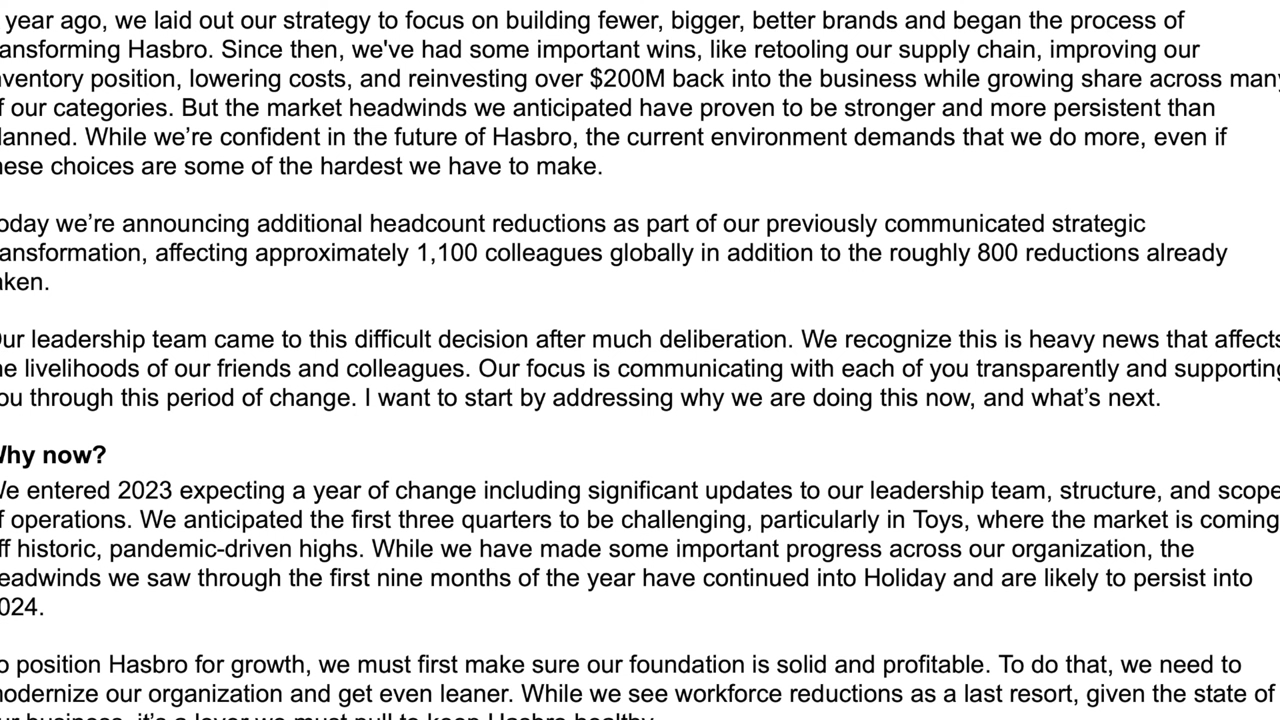 year ago, we laid out our strategy to focus on building fewer, bigger, better brands and began the process of
ansforming Hasbro. Since then, we've had some important wins, like retooling our supply chain, improving our
ventory position, lowering costs, and reinvesting over $200M back into the business while growing share across many
f our categories. But the market headwinds we anticipated have proven to be stronger and more persistent than
lanned. While we’re confident in the future of Hasbro, the current environment demands that we do more, even if
hese choices are some of the hardest we have to make.
oday we’re announcing additional headcount reductions as part of our previously communicated strategic
ansformation, affecting approximately 1,100 colleagues globally in addition to the roughly 800 reductions already
aken.
Our leadership team came to this difficult decision after much deliberation. We recognize this is heavy news that affects
he livelihoods of our friends and colleagues. Our focus is communicating with each of you transparently and supporting
ou through this period of change. I want to start by addressing why we are doing this now, and what’s next.
Why now?
We entered 2023 expecting a year of change including significant updates to our leadership team, structure, and scope
f operations. We anticipated the first three quarters to be challenging, particularly in Toys, where the market is coming
ff historic, pandemic-driven highs. While we have made some important progress across our organization, the
eadwinds we saw through the first nine months of the year have continued into Holiday and are likely to persist into
024.
o position Hasbro for growth, we must first make sure our foundation is solid and profitable. To do that, we need to
modernize our organization and get even leaner. While we see workforce reductions as a last resort, given the state of
ur business, it’s a lever we must pull to keep Hasbro healthy.